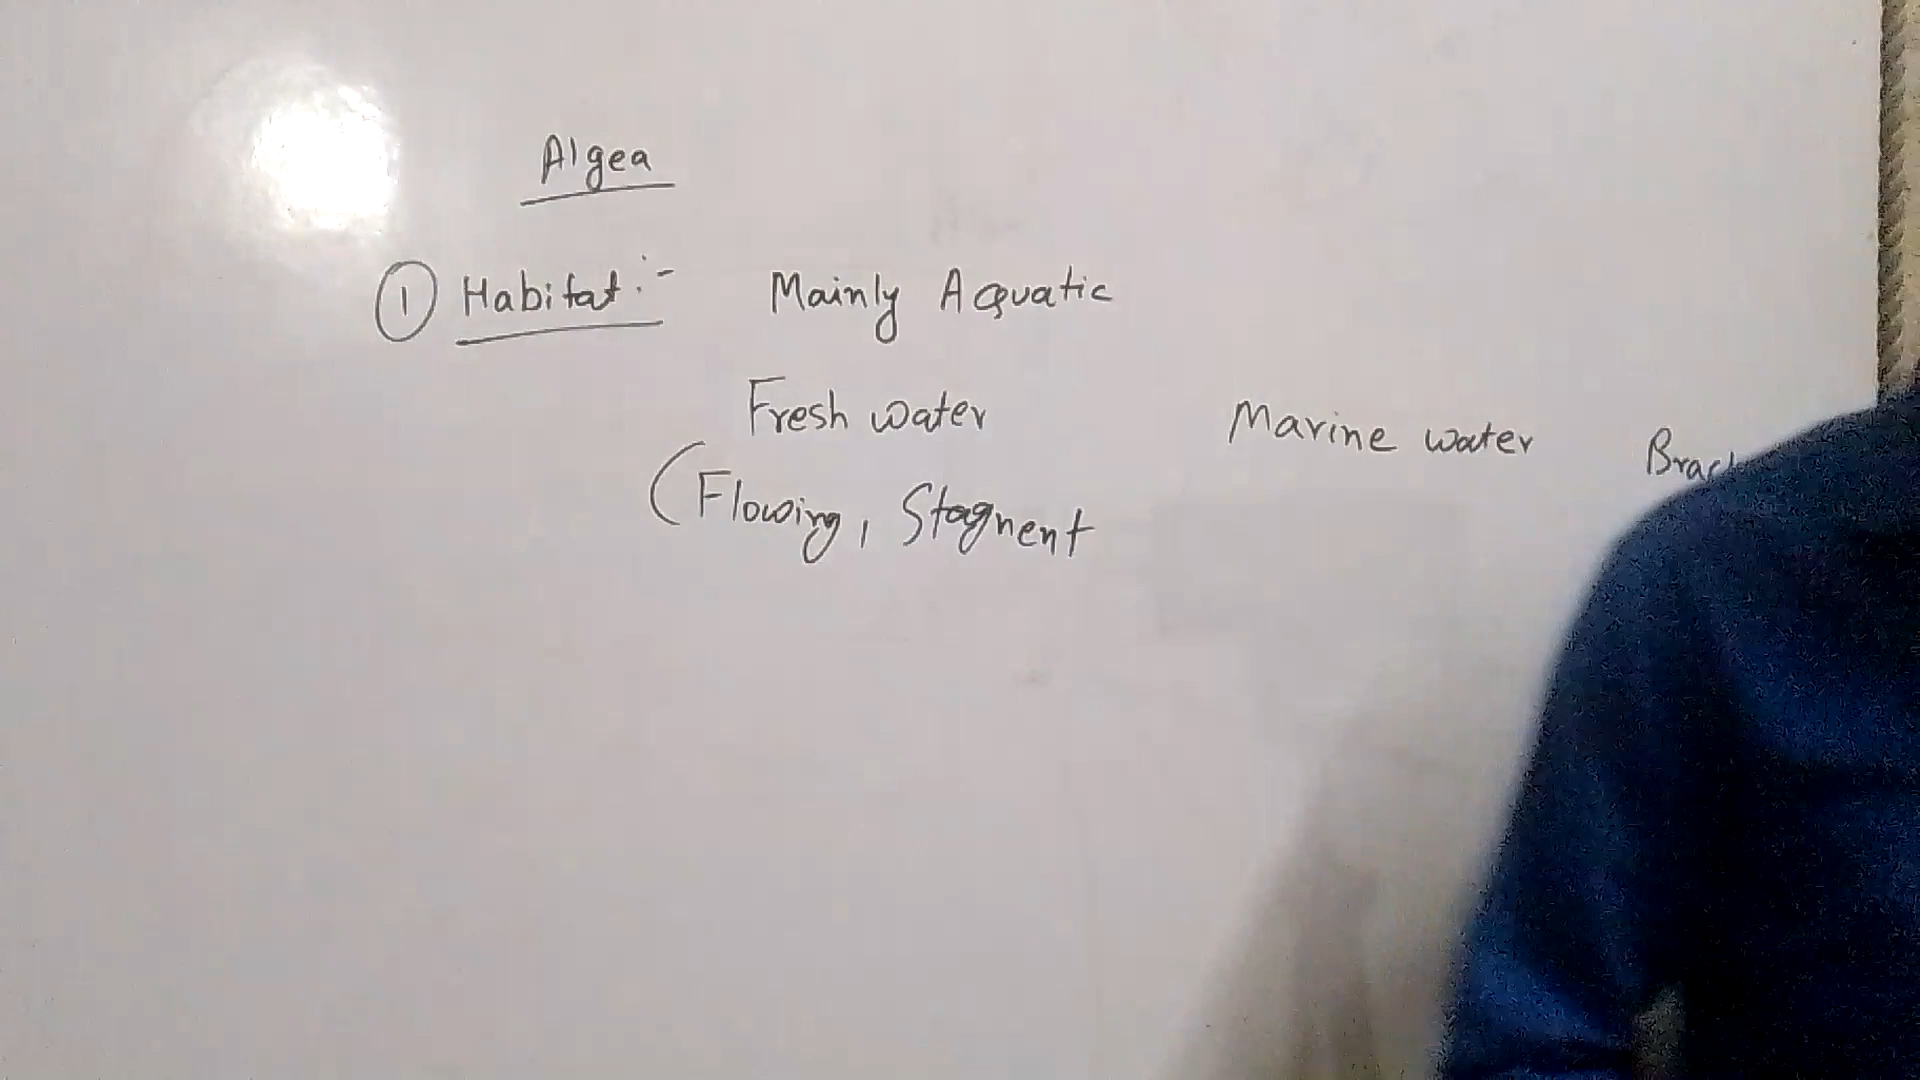 Algea
① Habitat :- Mainly Aquatic
Fresh water Marine water
(Flowing, Stagnent